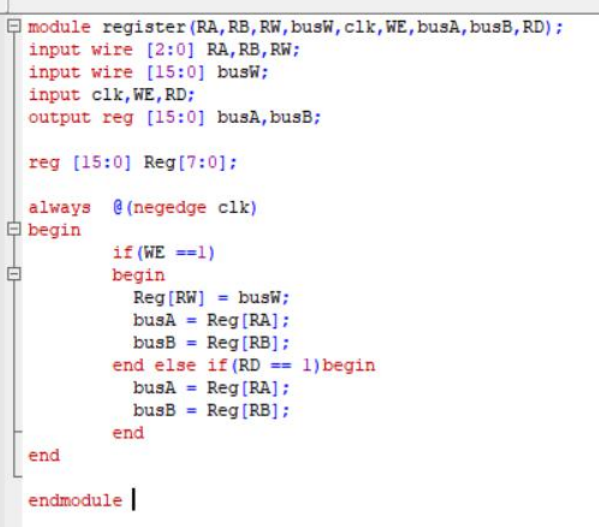 module register(RA,RB,RW,busW,clk,WE,busA,busB,RD);
input wire [2:0] RA,RB,RW;
input wire [15:0] busW;
input clk,WE,RD;
output reg [15:0] busA,busB;

reg [15:0] Reg[7:0];

always  @(negedge clk)
begin
        if(WE ==1)
        begin
          Reg[RW] = busW;
          busA = Reg[RA];
          busB = Reg[RB];
        end else if(RD == 1)begin
          busA = Reg[RA];
          busB = Reg[RB];
        end
end

endmodule